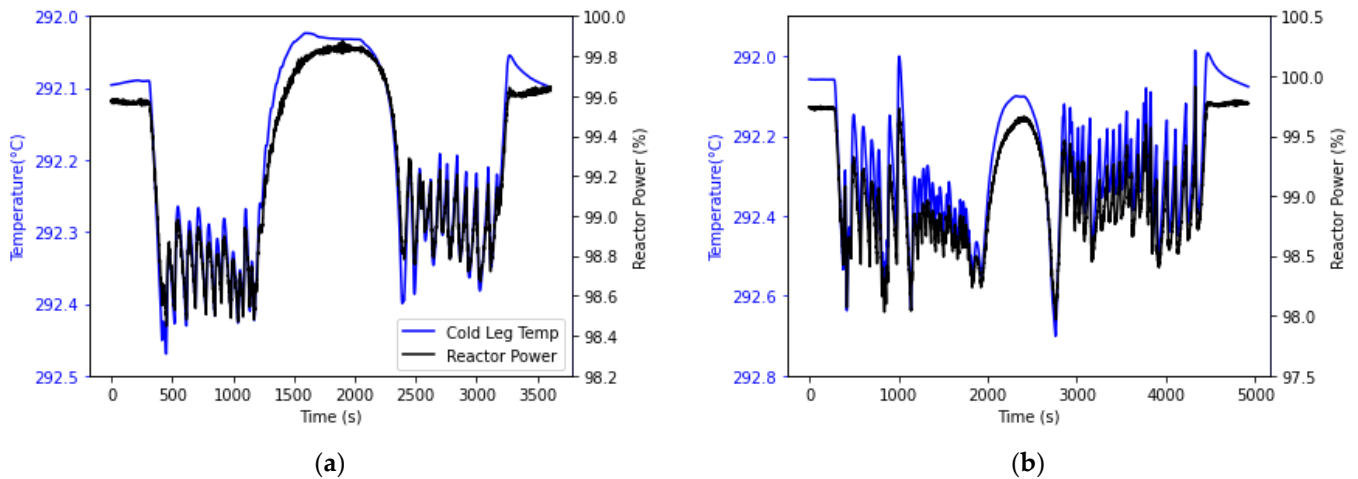 292.0
292.1
292.2
292.3
292.4
292.5
Temperature(°C)
100.0
99.8
99.6
99.4
99.2
99.0
98.8
98.6
98.4
98.2
Reactor Power (%)
Cold Leg Temp
Reactor Power
0 500 1000 1500 2000 2500 3000 3500
Time (s)
(a)
292.0
292.2
292.4
292.6
292.8
Temperature(°C)
100.5
100.0
99.5
99.0
98.5
98.0
97.5
Reactor Power (%)
0 1000 2000 3000 4000 5000
Time (s)
(b)